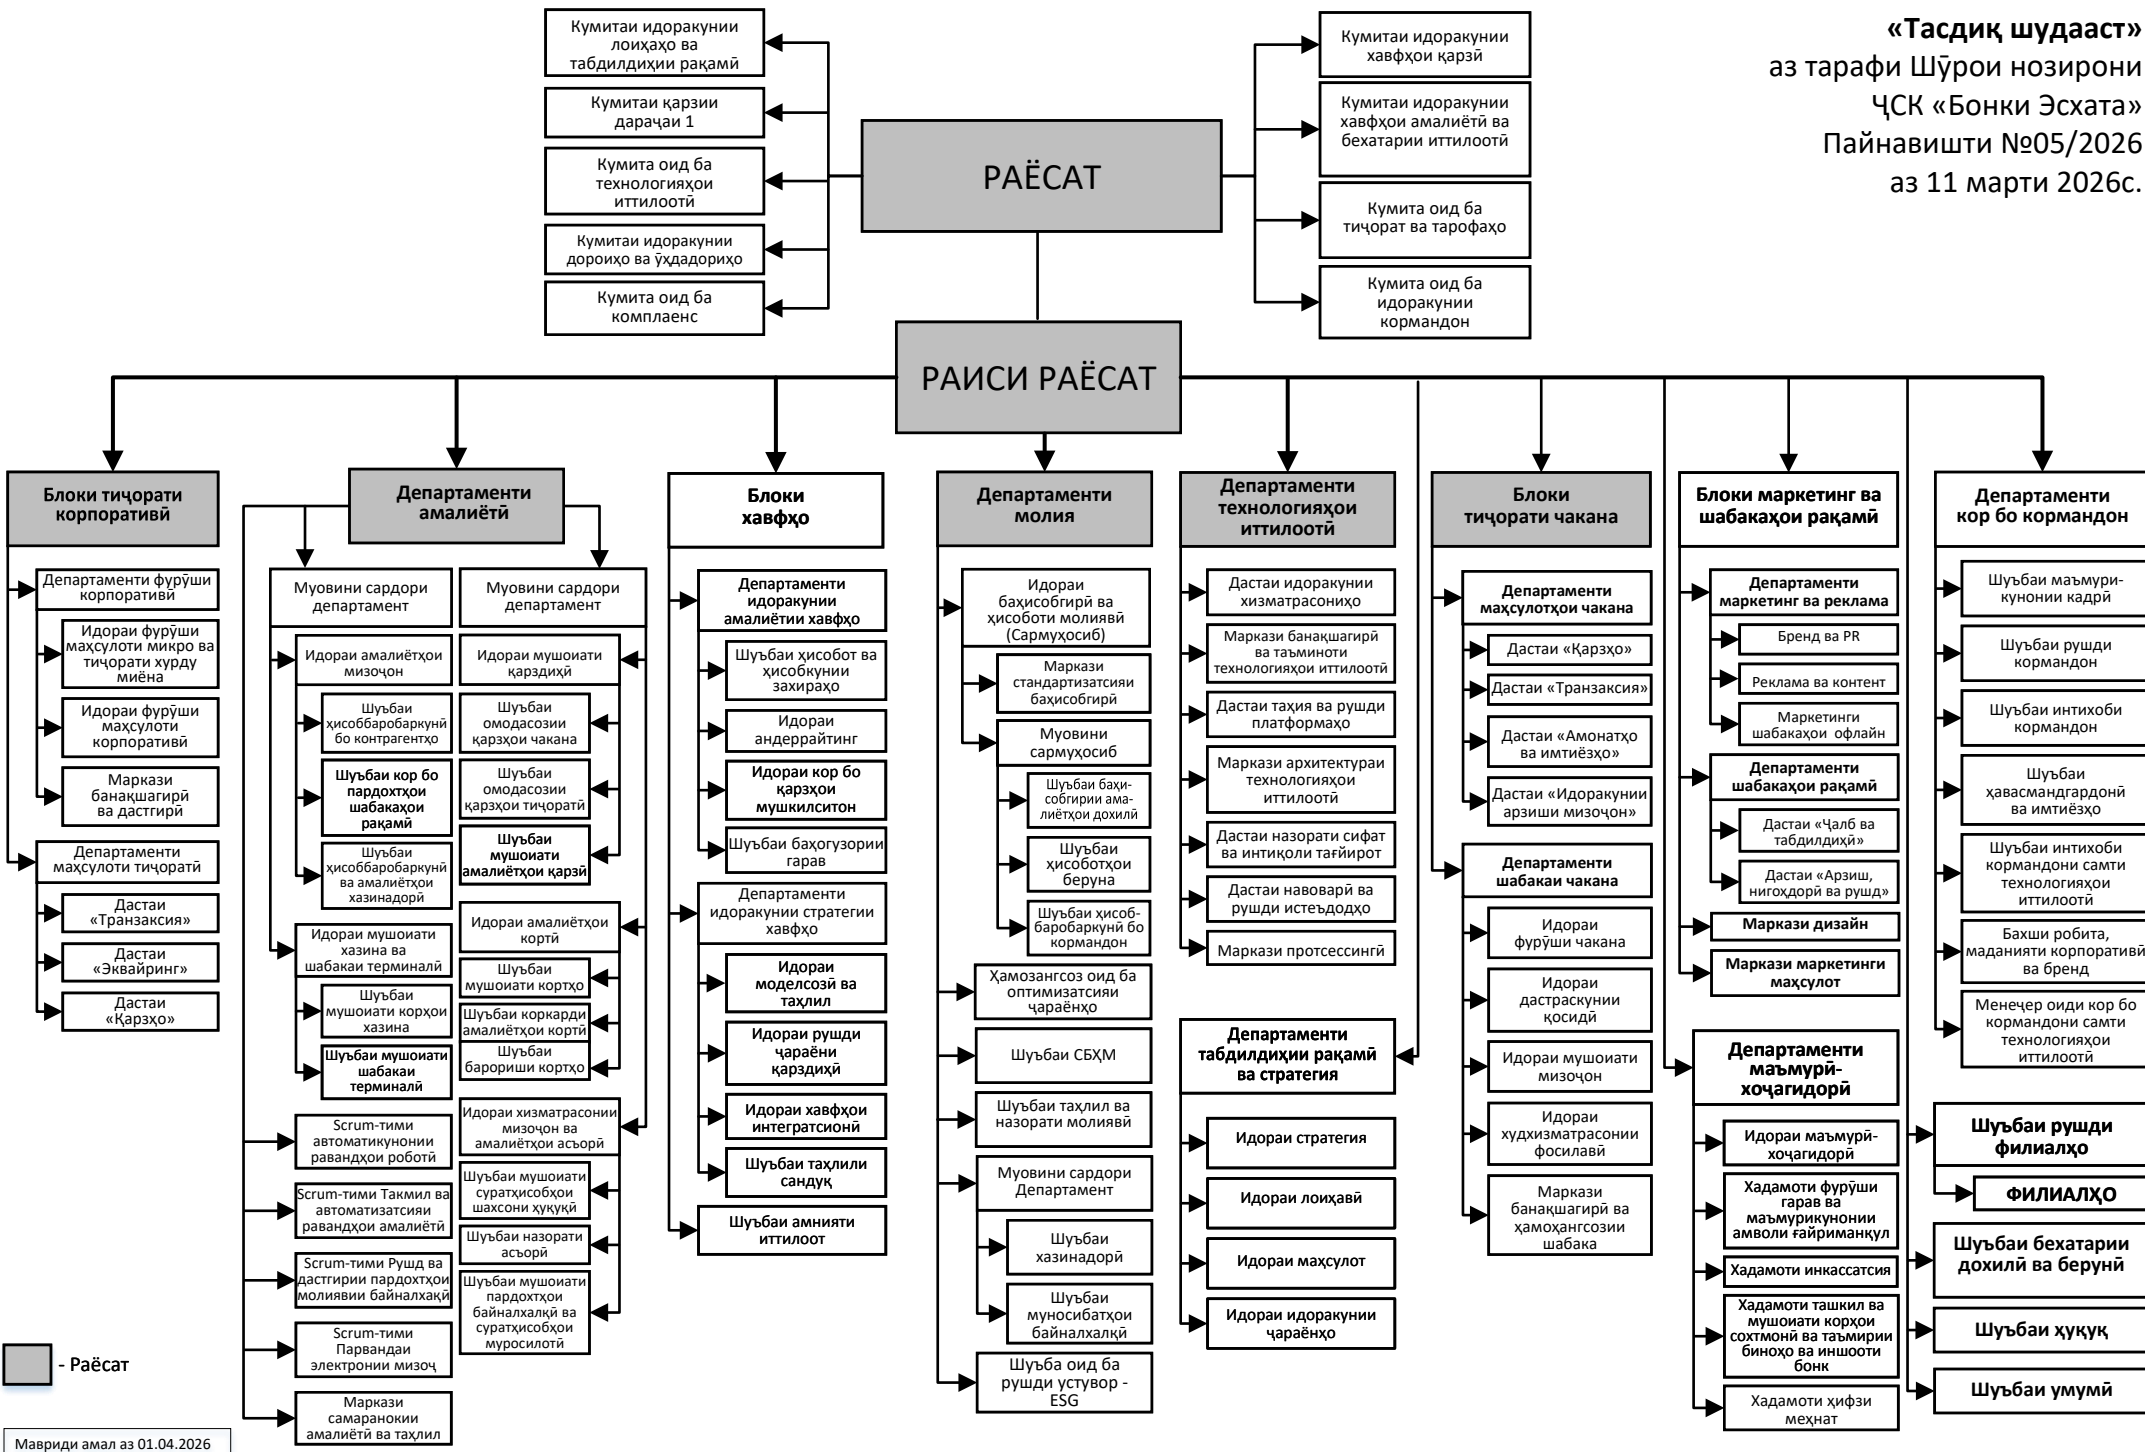 Кумитаи идоракунии
лоиҳаҳо ва
табдилдиҳии рақамӣ
Кумитаи қарзии
дараҷаи 1
Кумита оид ба
технологияҳои
иттилоотӣ
Кумитаи идоракунии
дороиҳо ва ӯҳдадориҳо
Кумита оид ба
комплаенс
РАЁСАТ
Кумитаи идоракунии
хавфҳои қарзӣ
Кумитаи идоракунии
хавфҳои амалиётӣ ва
бехатарии иттилоотӣ
Кумита оид ба
тиҷорат ва тарофаҳо
Кумита оид ба
идоракунии
кормандон
«Тасдиқ шудааст»
аз тарафи Шӯрои нозирони
ҶСК «Бонки Эсхата»
Пайнавишти №05/2026
аз 11 марти 2026с.
РАИСИ РАЁСАТ
Блоки тиҷорати
корпоративӣ
Департаменти фурӯши
корпоративӣ
Идораи фурӯши
маҳсулоти микро ва
тиҷорати хурду
миёна
Идораи фурӯши
маҳсулоти
корпоративӣ
Маркази
банақшагирӣ
ва дастгирӣ
Департаменти
маҳсулоти тиҷоратӣ
Дастаи
«Транзаксия»
Дастаи
«Эквайринг»
Дастаи
«Қарзҳо»
Департаменти
амалиётӣ
Муовини сардори
департамент
Идораи амалиётҳои
мизоҷон
Шуъбаи
ҳисоббаробаркунӣ
бо контрагентҳо
Шуъбаи кор бо
пардохтҳои
шабакаҳои
рақамӣ
Шуъбаи
ҳисоббаробаркунӣ
ва амалиётҳои
хазинадорӣ
Идораи мушоиати
хазина ва
шабакаи терминалӣ
Шуъбаи
мушоиати корҳои
хазина
Шуъбаи мушоиати
шабакаи
терминалӣ
Scrum-тими
автоматикунонии
равандҳои роботӣ
Scrum-тими Такмил ва
автоматизатсияи
равандҳои амалиётӣ
Scrum-тими Рушд ва
дастгирии пардохтҳои
молиявии байналхақӣ
Scrum-тими
Парвандаи
электронии мизоҷ
Маркази
самаранокии
амалиётӣ ва таҳлил
Муовини сардори
департамент
Идораи мушоиати
қарздиҳӣ
Шуъбаи
омодасозии
қарзҳои чакана
Шуъбаи
омодасозии
қарзҳои тиҷоратӣ
Шуъбаи
мушоиати
амалиётҳои қарзӣ
Идораи амалиётҳои
кортӣ
Шуъбаи
мушоиати кортҳо
Шуъбаи коркарди
амалиётҳои кортӣ
Шуъбаи
барориши кортҳо
Идораи хизматрасонии
мизоҷон ва
амалиётҳои асъорӣ
Шуъбаи мушоиати
суратҳисобҳои
шахсони ҳуқуқӣ
Шуъбаи назорати
асъорӣ
Шуъбаи мушоиати
пардохтҳои
байналхалқӣ ва
суратҳисобҳои
муросилотӣ
Блоки
хавфҳо
Департаменти
идоракунии
амалиётии хавфҳо
Шуъбаи ҳисобот ва
ҳисобкунии
захираҳо
Идораи
андеррайтинг
Идораи кор бо
қарзҳои
мушкилситон
Шуъбаи баҳогузории
гарав
Департаменти
идоракунии стратегии
хавфҳо
Идораи
моделсозӣ ва
таҳлил
Идораи рушди
ҷараёни
қарздиҳӣ
Идораи хавфҳои
интегратсионӣ
Шуъбаи таҳлили
сандуқ
Шуъбаи амнияти
иттилоот
Департаменти
молия
Идораи
баҳисобгирӣ ва
ҳисоботи молиявӣ
(Сармуҳосиб)
Маркази
стандартизатсияи
баҳисобгирӣ
Муовини
сармуҳосиб
Шуъбаи баҳи-
собгирии ама-
лиётҳои дохилӣ
Шуъбаи
ҳисоботҳои
беруна
Шуъбаи ҳисоб-
баробаркунӣ бо
кормандон
Ҳамозангсоз оид ба
оптимизатсияи
ҷараёнҳо
Шуъбаи СБҲМ
Шуъбаи таҳлил ва
назорати молиявӣ
Муовини сардори
Департамент
Шуъбаи
хазинадорӣ
Шуъбаи
муносибатҳои
байналхалқӣ
Шуъба оид ба
рушди устувор -
ESG
Департаменти
технологияҳои
иттилоотӣ
Дастаи идоракунии
хизматрасониҳо
Маркази банақшагирӣ
ва таъминоти
технологияҳои иттилоотӣ
Дастаи таҳия ва рушди
платформаҳо
Маркази архитектураи
технологияҳои
иттилоотӣ
Дастаи назорати сифат
ва интиқоли тағйирот
Дастаи навоварӣ ва
рушди истеъдодҳо
Маркази протсессингӣ
Департаменти
табдилдиҳии рақамӣ
ва стратегия
Идораи стратегия
Идораи лоиҳавӣ
Идораи маҳсулот
Идораи идоракунии
ҷараёнҳо
Блоки
тиҷорати чакана
Департаменти
маҳсулотҳои чакана
Дастаи «Қарзҳо»
Дастаи «Транзаксия»
Дастаи «Амонатҳо
ва имтиёзҳо»
Дастаи «Идоракунии
арзиши мизоҷон»
Департаменти
шабакаи чакана
Идораи
фурӯши чакана
Идораи
дастраскунии
қосидӣ
Идораи мушоиати
мизоҷон
Идораи
худхизматрасонии
фосилавӣ
Маркази
банақшагирӣ ва
ҳамоҳангсозии
шабака
Блоки маркетинг ва
шабакаҳои рақамӣ
Департаменти
маркетинг ва реклама
Бренд ва PR
Реклама ва контент
Маркетинги
шабакаҳои офлайн
Департаменти
шабакаҳои рақамӣ
Дастаи «Ҷалб ва
табдилдиҳӣ»
Дастаи «Арзиш,
нигоҳдорӣ ва рушд»
Маркази дизайн
Маркази маркетинги
маҳсулот
Департаменти
маъмурӣ-
хоҷагидорӣ
Идораи маъмурӣ-
хоҷагидорӣ
Хадамоти фурӯши
гарав ва
маъмурикунонии
амволи ғайриманқул
Хадамоти инкассатсия
Хадамоти ташкил ва
мушоиати корҳои
сохтмонӣ ва таъмирии
биноҳо ва иншооти
бонк
Хадамоти ҳифзи
меҳнат
Департаменти
кор бо кормандон
Шуъбаи маъмури-
кунонии кадрӣ
Шуъбаи рушди
кормандон
Шуъбаи интихоби
кормандон
Шуъбаи
ҳавасмандгардонӣ
ва имтиёзҳо
Шуъбаи интихоби
кормандони самти
технологияҳои
иттилоотӣ
Бахши робита,
маданияти корпоративӣ
ва бренд
Менеҷер оиди кор бо
кормандони самти
технологияҳои
иттилоотӣ
Шуъбаи рушди
филиалҳо
ФИЛИАЛҲО
Шуъбаи бехатарии
дохилӣ ва берунӣ
Шуъбаи ҳуқуқ
Шуъбаи умумӣ
- Раёсат
Мавриди амал аз 01.04.2026